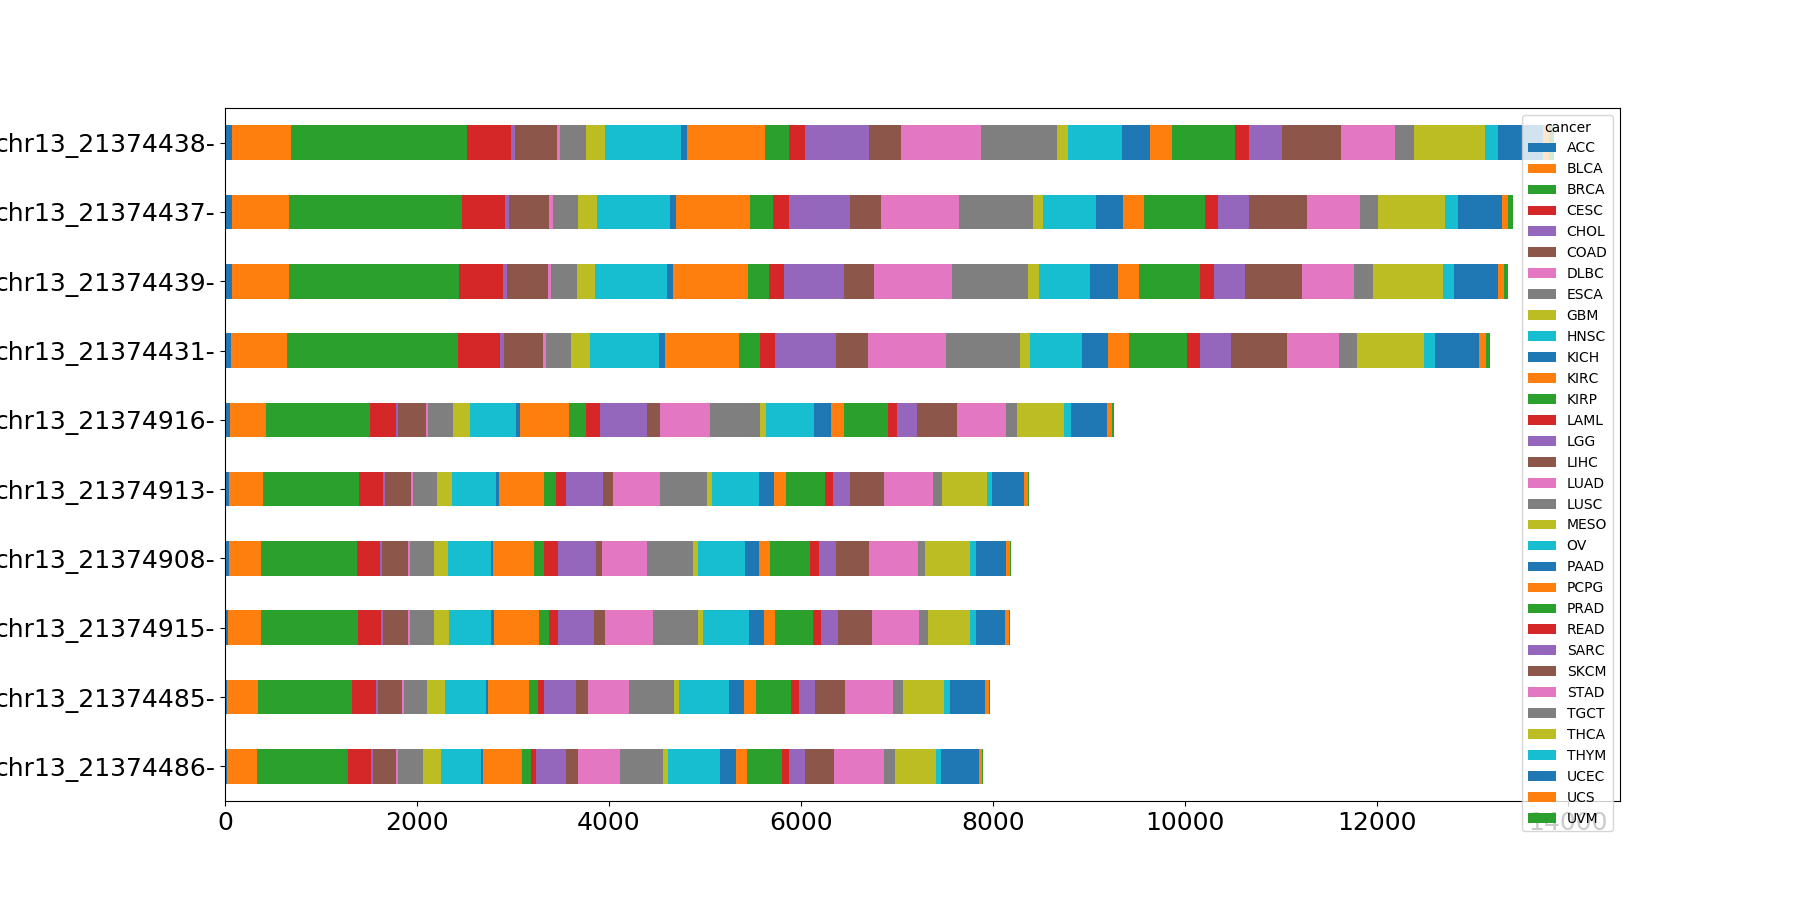 chr13_21374438-
chr13_21374437-
chr13_21374439-
chr13_21374431-
chr13_21374916-
chr13_21374913-
chr13_21374908-
chr13_21374915-
chr13_21374485-
chr13_21374486-
0 2000 4000 6000 8000 10000 12000 14000
cancer
ACC
BLCA
BRCA
CESC
CHOL
COAD
DLBC
ESCA
GBM
HNSC
KICH
KIRC
KIRP
LAML
LGG
LIHC
LUAD
LUSC
MESO
OV
PAAD
PCPG
PRAD
READ
SARC
SKCM
STAD
TGCT
THCA
THYM
UCEC
UCS
UVM